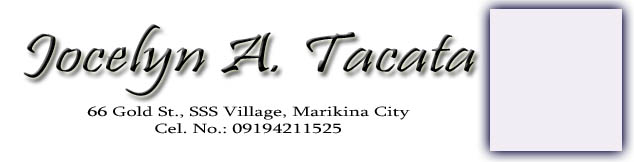 Jocelyn A. Tacata
66 Gold St., SSS Village, Marikina City
Cel. No.: 09194211525